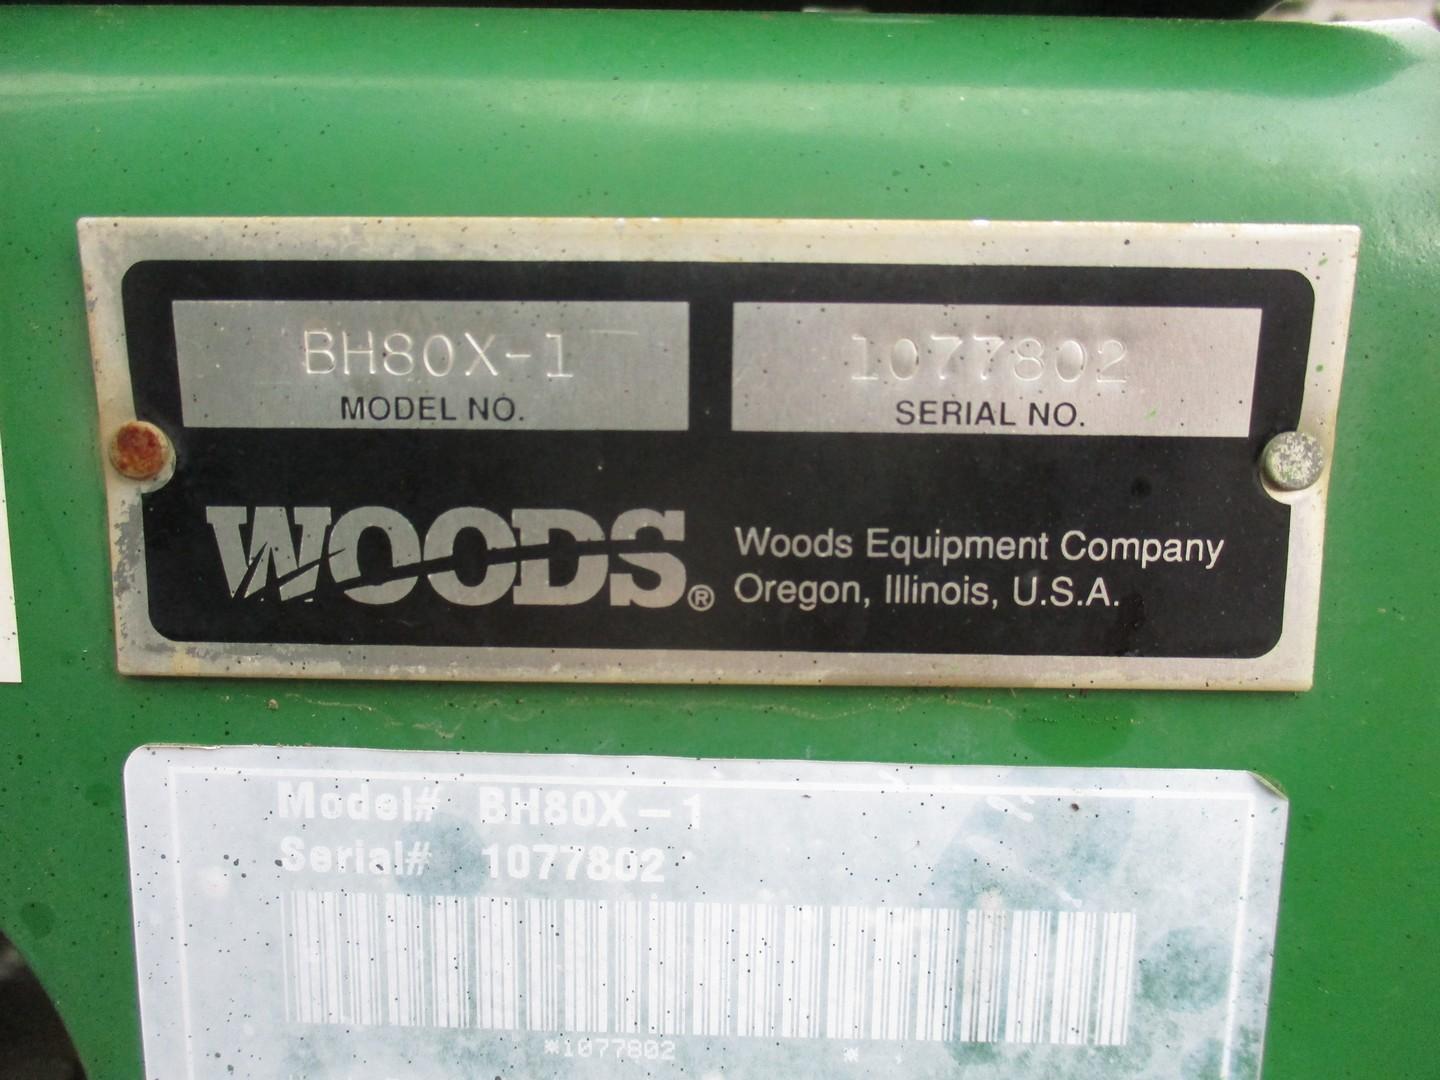 BH80X-1
MODEL NO.
1077802
SERIAL NO.
WOODS®
Woods Equipment Company
Oregon, Illinois, U.S.A.
Model# BH80X-1
Serial# 1077802
*1077802 *